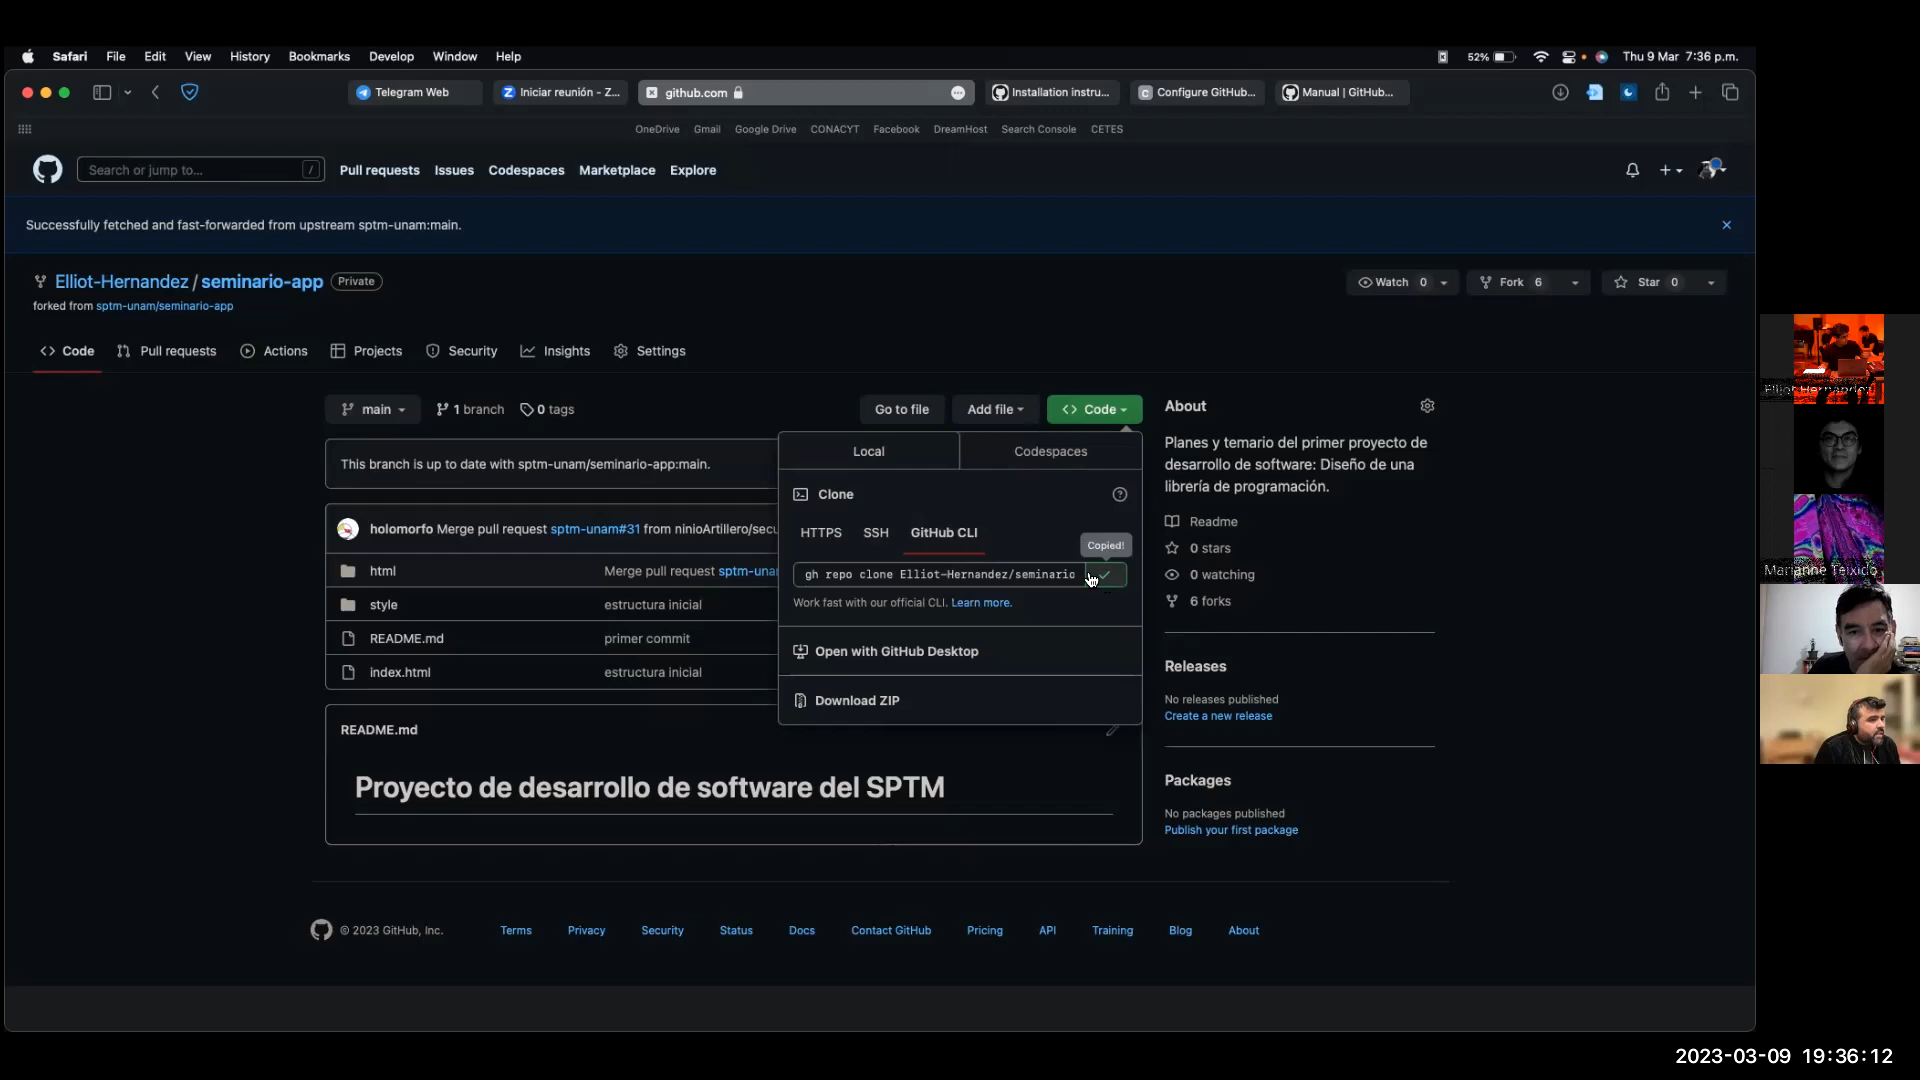 Safari File Edit View History Bookmarks Develop Window Help 52% Thu 9 Mar 7:36 p.m.
Telegram Web Iniciar reunión - Z... github.com Installation instru... Configure GitHub... Manual | GitHub...
OneDrive Gmail Google Drive CONACYT Facebook DreamHost Search Console CETES
Search or jump to... / Pull requests Issues Codespaces Marketplace Explore
Successfully fetched and fast-forwarded from upstream sptm-unam:main.
Elliot-Hernandez / seminario-app Private Watch 0 Fork 6 Star 0
forked from sptm-unam/seminario-app
Code Pull requests Actions Projects Security Insights Settings
main 1 branch 0 tags Go to file Add file Code
This branch is up to date with sptm-unam/seminario-app:main.
holomorfo Merge pull request sptm-unam#31 from ninioArtillero/secu
html Merge pull request sptm-una
style estructura inicial
README.md primer commit
index.html estructura inicial
Local Codespaces
Clone
HTTPS SSH GitHub CLI
Copied!
gh repo clone Elliot-Hernandez/seminario
Work fast with our official CLI. Learn more.
Open with GitHub Desktop
Download ZIP
README.md
Proyecto de desarrollo de software del SPTM
About
Planes y temario del primer proyecto de
desarrollo de software: Diseño de una
librería de programación.
Readme
0 stars
0 watching
6 forks
Releases
No releases published
Create a new release
Packages
No packages published
Publish your first package
© 2023 GitHub, Inc. Terms Privacy Security Status Docs Contact GitHub Pricing API Training Blog About
Elliot Hernandez
Marianne Teixido
2023-03-09 19:36:12